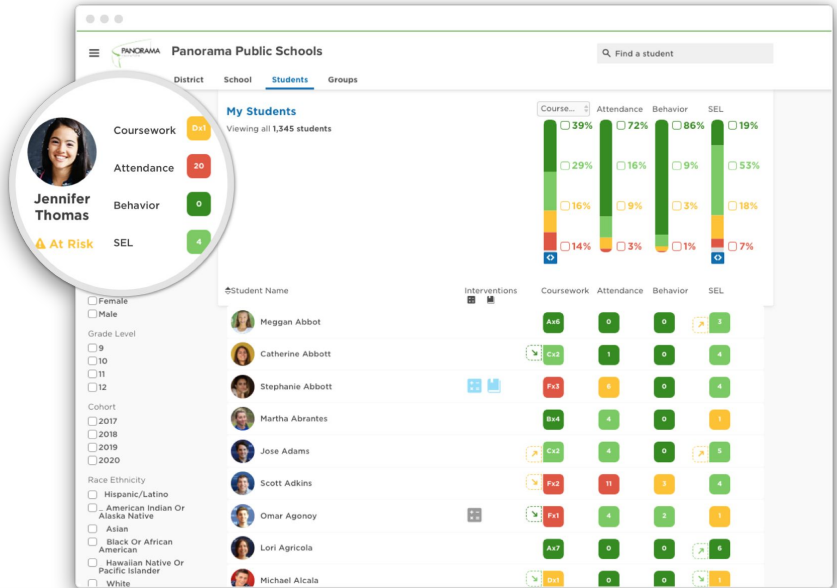 PANORAMA
Panorama Public Schools
Find a student
District School Students Groups
My Students
Viewing all 1,345 students
Course... Attendance Behavior SEL
39% 72% 86% 19%
29% 16% 9% 53%
16% 9% 3% 18%
14% 3% 1% 7%
Jennifer
Thomas
At Risk
Coursework Dx1
Attendance 20
Behavior 0
SEL 4
Female
Male
Grade Level
9
10
11
12
Cohort
2017
2018
2019
2020
Race Ethnicity
Hispanic/Latino
American Indian Or
Alaska Native
Asian
Black Or African
American
Hawaiian Native Or
Pacific Islander
White
Student Name Interventions Coursework Attendance Behavior SEL
Meggan Abbot Ax6 0 0 3
Catherine Abbott Cx2 1 0 4
Stephanie Abbott Fx3 6 0 4
Martha Abrantes Bx4 4 0 1
Jose Adams Cx2 4 0 5
Scott Adkins Fx2 11 2 4
Omar Agonoy Fx1 4 2 1
Lori Agricola Ax7 0 0 6
Michael Alcala Dx1 0 0 1